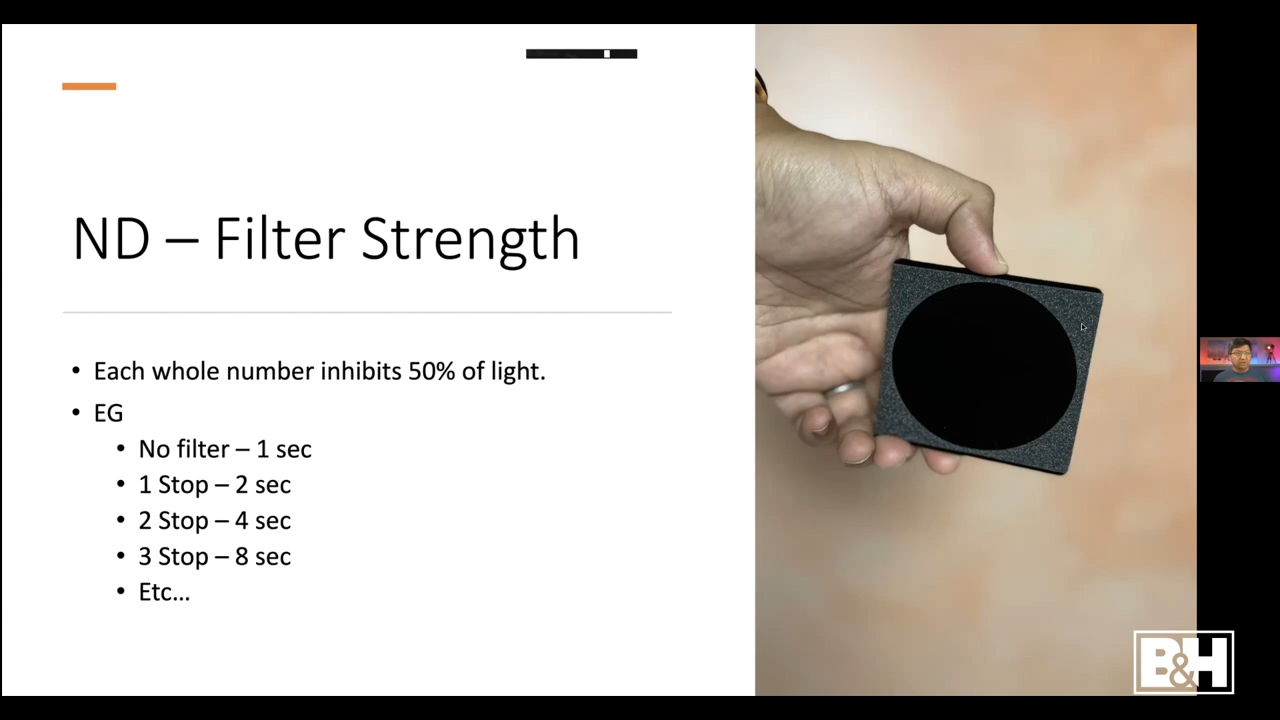 ND – Filter Strength
• Each whole number inhibits 50% of light.
• EG
• No filter – 1 sec
• 1 Stop – 2 sec
• 2 Stop – 4 sec
• 3 Stop – 8 sec
• Etc…
B&H